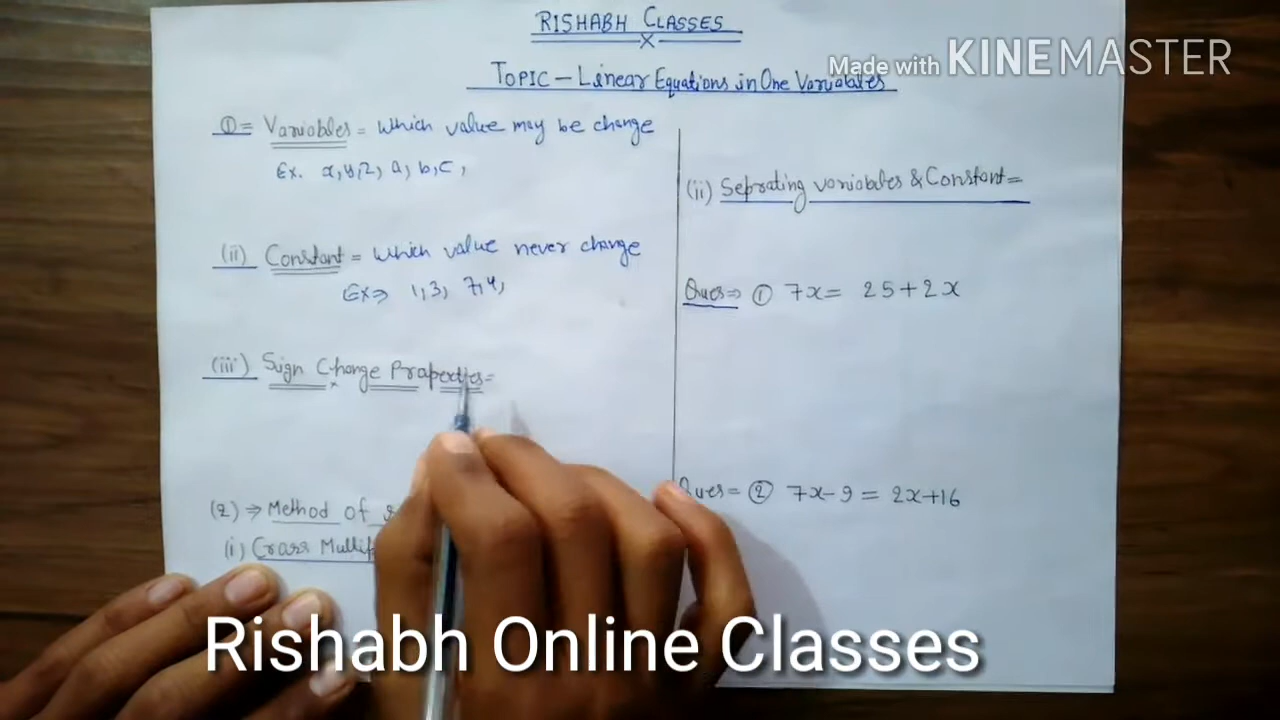 RISHABH CLASSES
Made with KINEMASTER
TOPIC - Linear Equations in One Variables
①= Variables = which value may be change
Ex. x, y, z, a, b, c,
(ii) Constant = which value never change
Ex⇒ 1, 3, 7, 4,
(iii) Sign Change Properties=
(2) ⇒ Method of
(i) Cross
(ii) Seprating variables & Constant=
Ques⇒ ① 7x = 25+2x
Ques= ② 7x-9 = 2x+16
Rishabh Online Classes